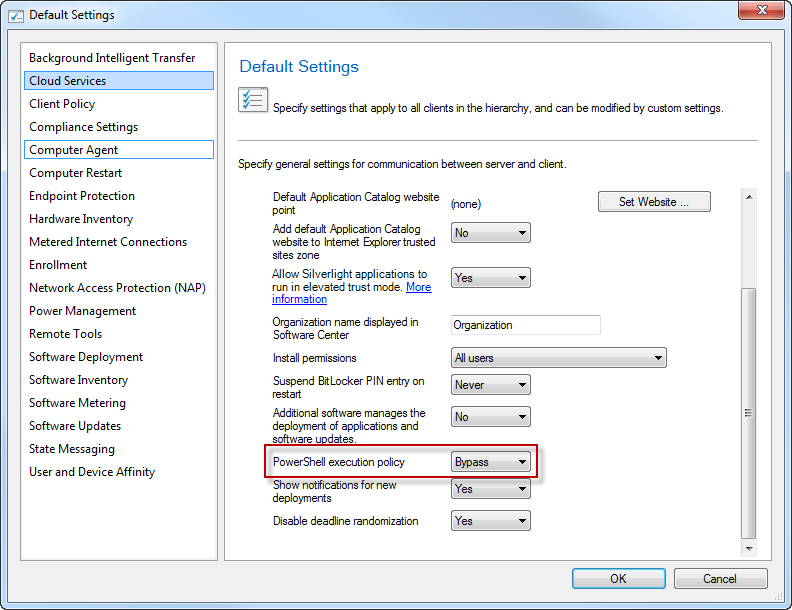 Default Settings
Background Intelligent Transfer
Cloud Services
Client Policy
Compliance Settings
Computer Agent
Computer Restart
Endpoint Protection
Hardware Inventory
Metered Internet Connections
Enrollment
Network Access Protection (NAP)
Power Management
Remote Tools
Software Deployment
Software Inventory
Software Metering
Software Updates
State Messaging
User and Device Affinity
Default Settings
Specify settings that apply to all clients in the hierarchy, and can be modified by custom settings.
Specify general settings for communication between server and client.
Default Application Catalog website
point
(none)
Set Website ...
Add default Application Catalog
website to Internet Explorer trusted
sites zone
No
Allow Silverlight applications to
run in elevated trust mode. More
information
Yes
Organization name displayed in
Software Center
Organization
Install permissions
All users
Suspend BitLocker PIN entry on
restart
Never
Additional software manages the
deployment of applications and
software updates.
No
PowerShell execution policy
Bypass
Show notifications for new
deployments
Yes
Disable deadline randomization
Yes
OK
Cancel